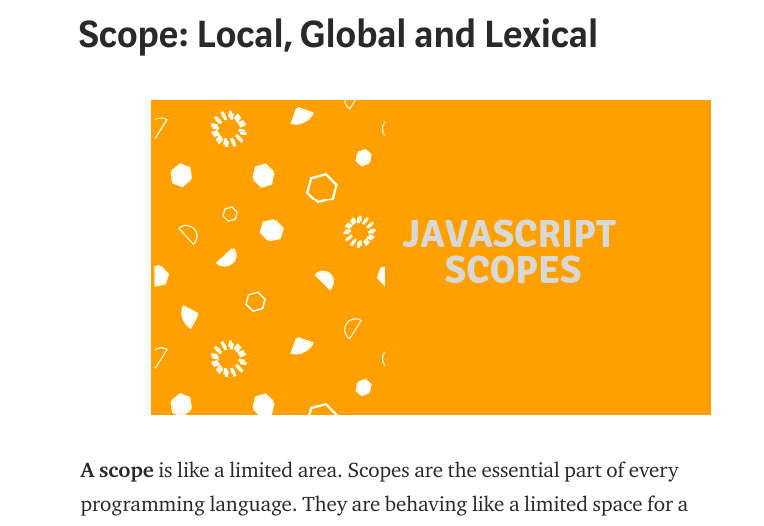 Scope: Local, Global and Lexical
JAVASCRIPT
SCOPES
A scope is like a limited area. Scopes are the essential part of every
programming language. They are behaving like a limited space for a